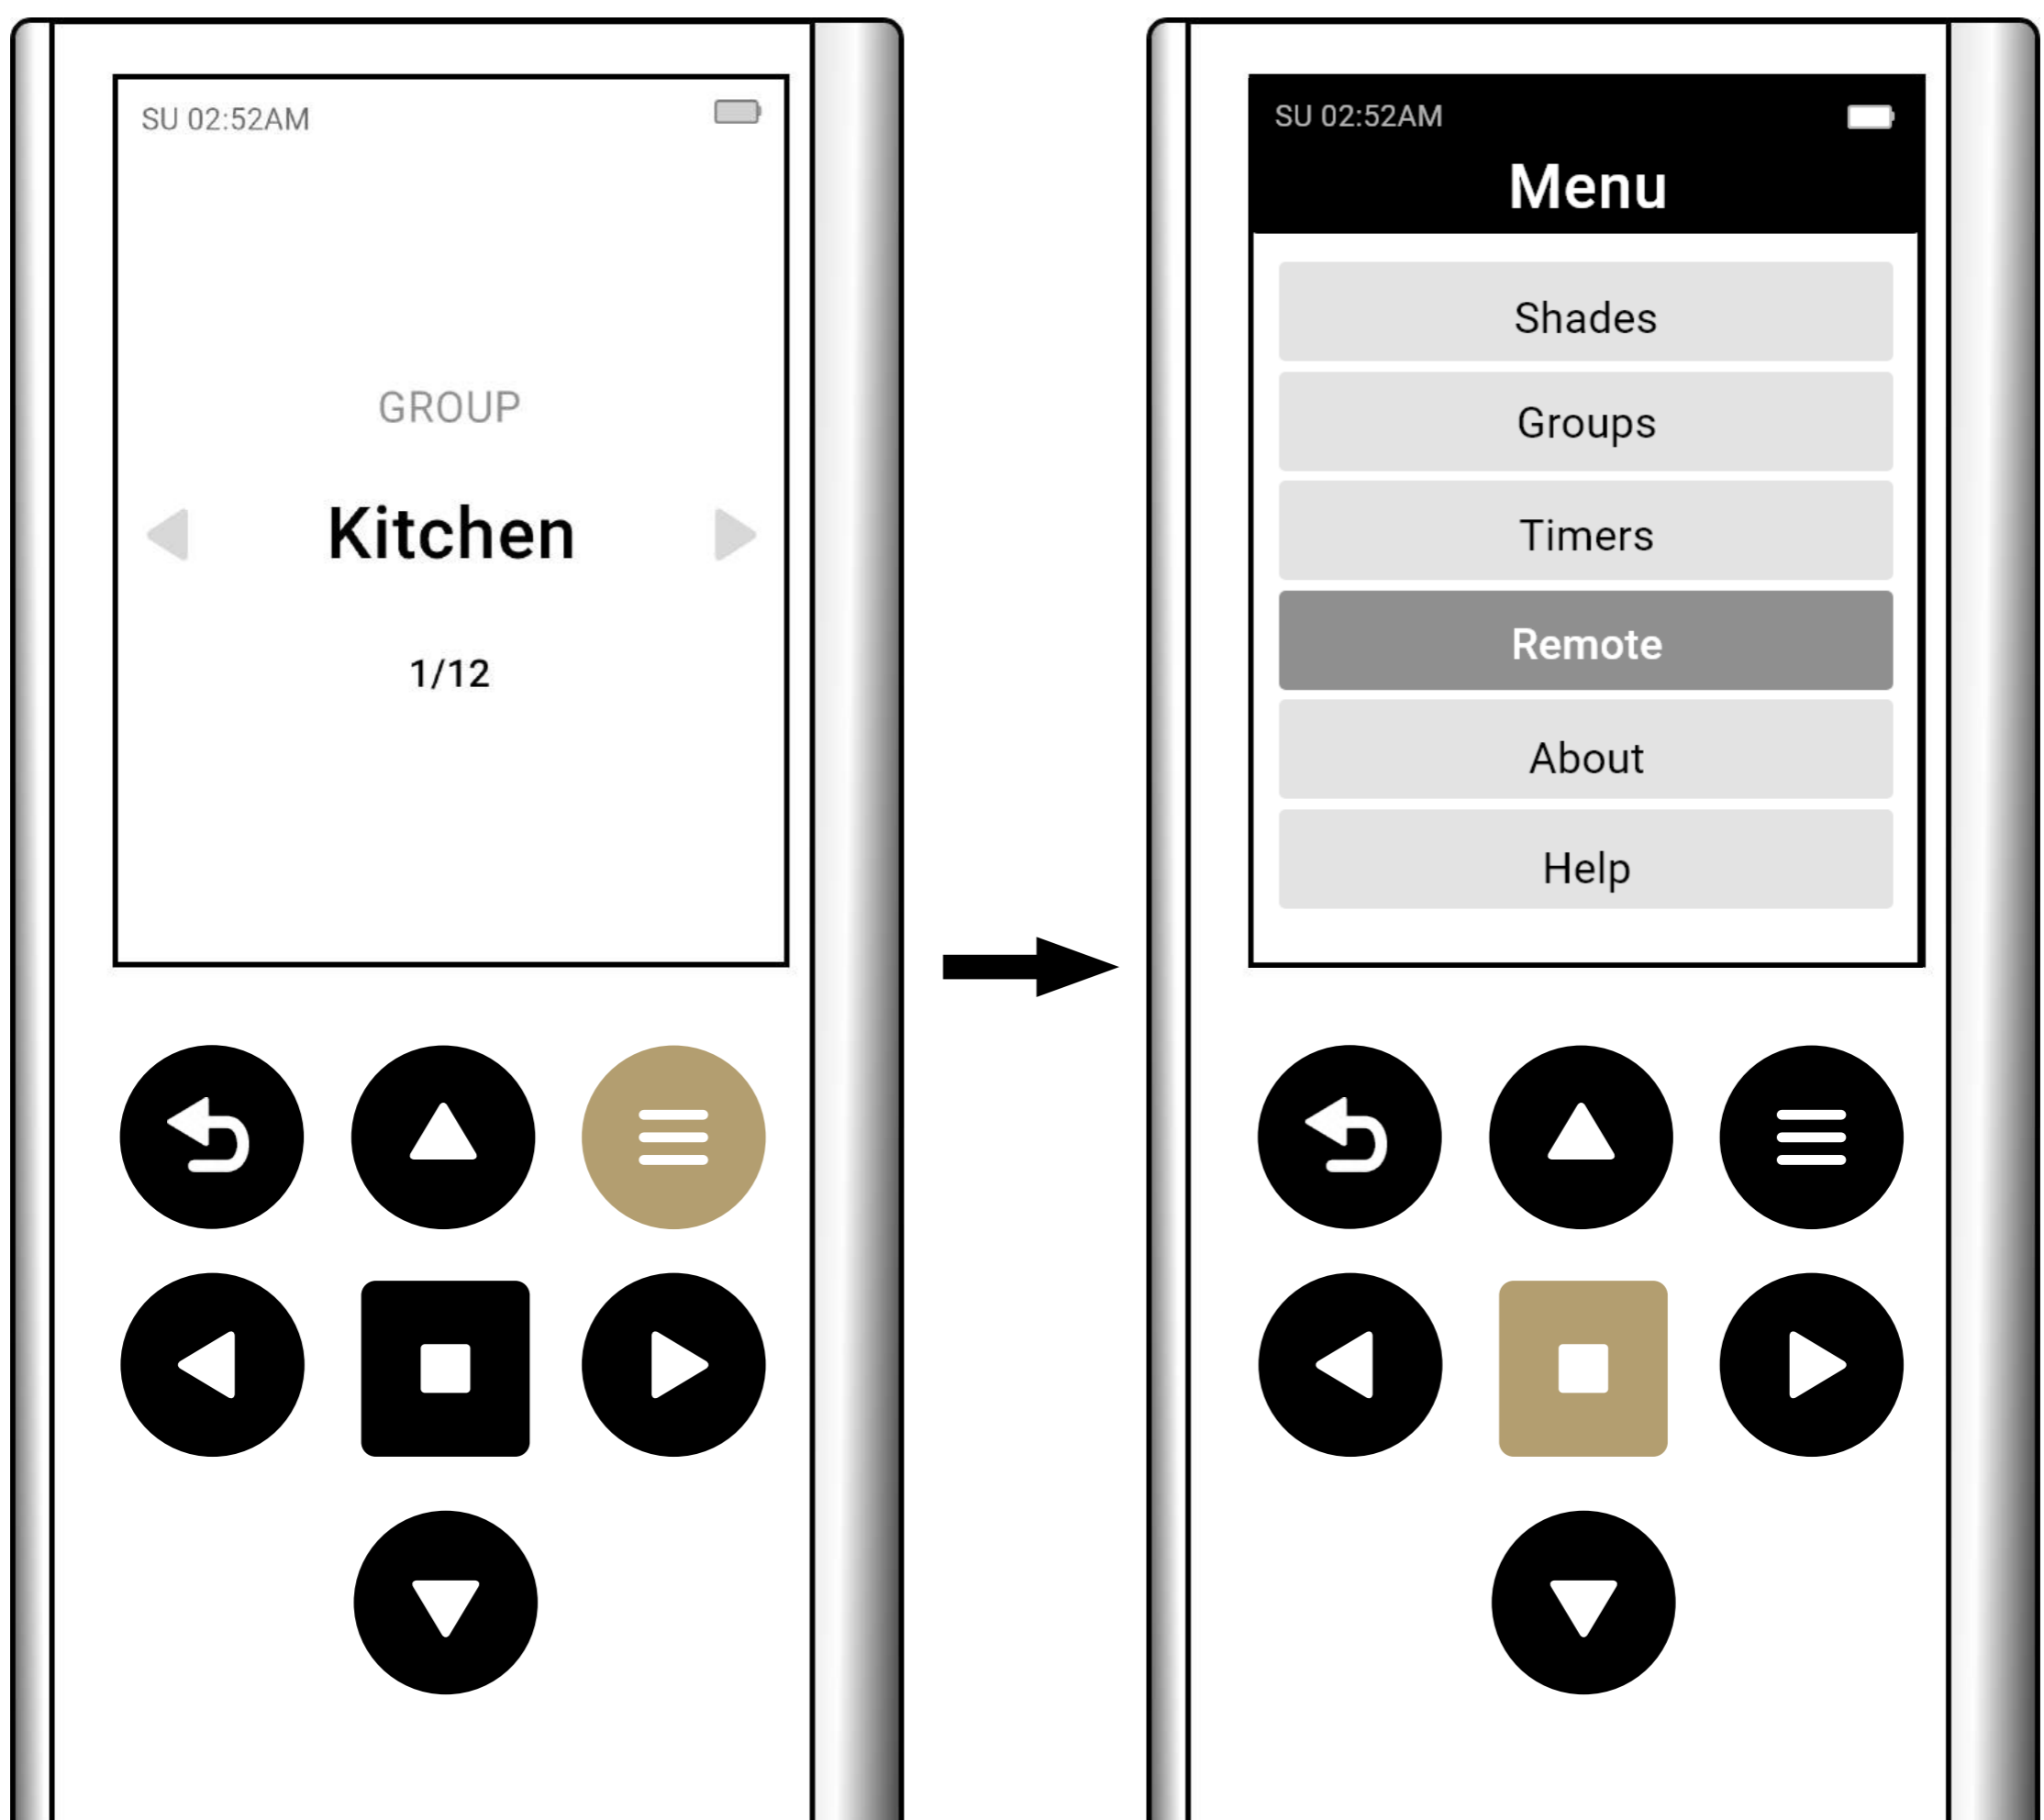 SU 02:52AM
GROUP
Kitchen
1/12
SU 02:52AM
Menu
Shades
Groups
Timers
Remote
About
Help